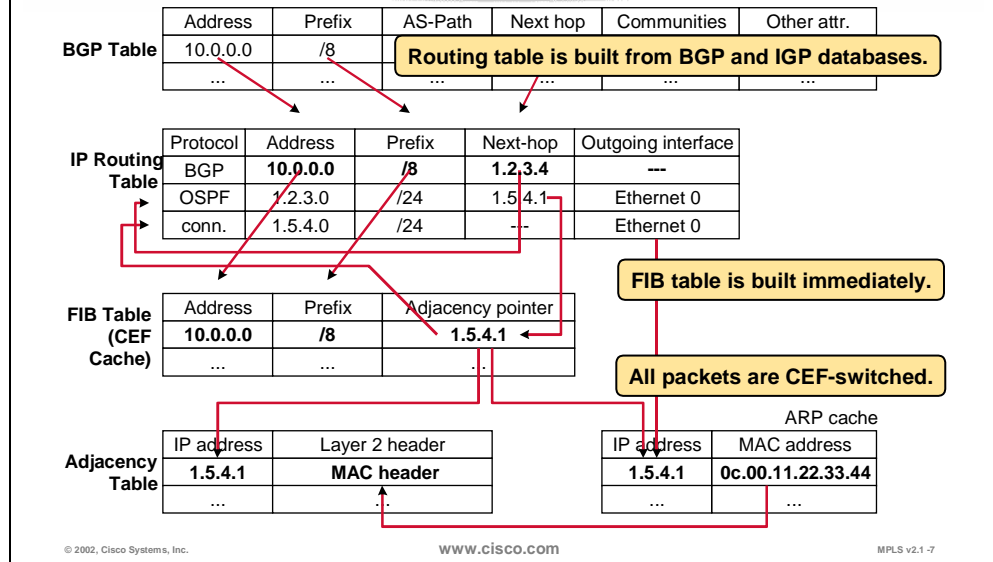 Address Prefix AS-Path Next hop Communities Other attr.
BGP Table 10.0.0.0 /8
Routing table is built from BGP and IGP databases.
... ... ... ... ... ...
Protocol Address Prefix Next-hop Outgoing interface
IP Routing Table
BGP 10.0.0.0 /8 1.2.3.4 ---
OSPF 1.2.3.0 /24 1.5.4.1 Ethernet 0
conn. 1.5.4.0 /24 --- Ethernet 0
FIB table is built immediately.
FIB Table
(CEF
Cache)
Address Prefix Adjacency pointer
10.0.0.0 /8 1.5.4.1
... ... ...
All packets are CEF-switched.
ARP cache
Adjacency
Table
IP address Layer 2 header
1.5.4.1 MAC header
... ...
IP address MAC address
1.5.4.1 0c.00.11.22.33.44
... ...
© 2002, Cisco Systems, Inc. www.cisco.com MPLS v2.1 -7